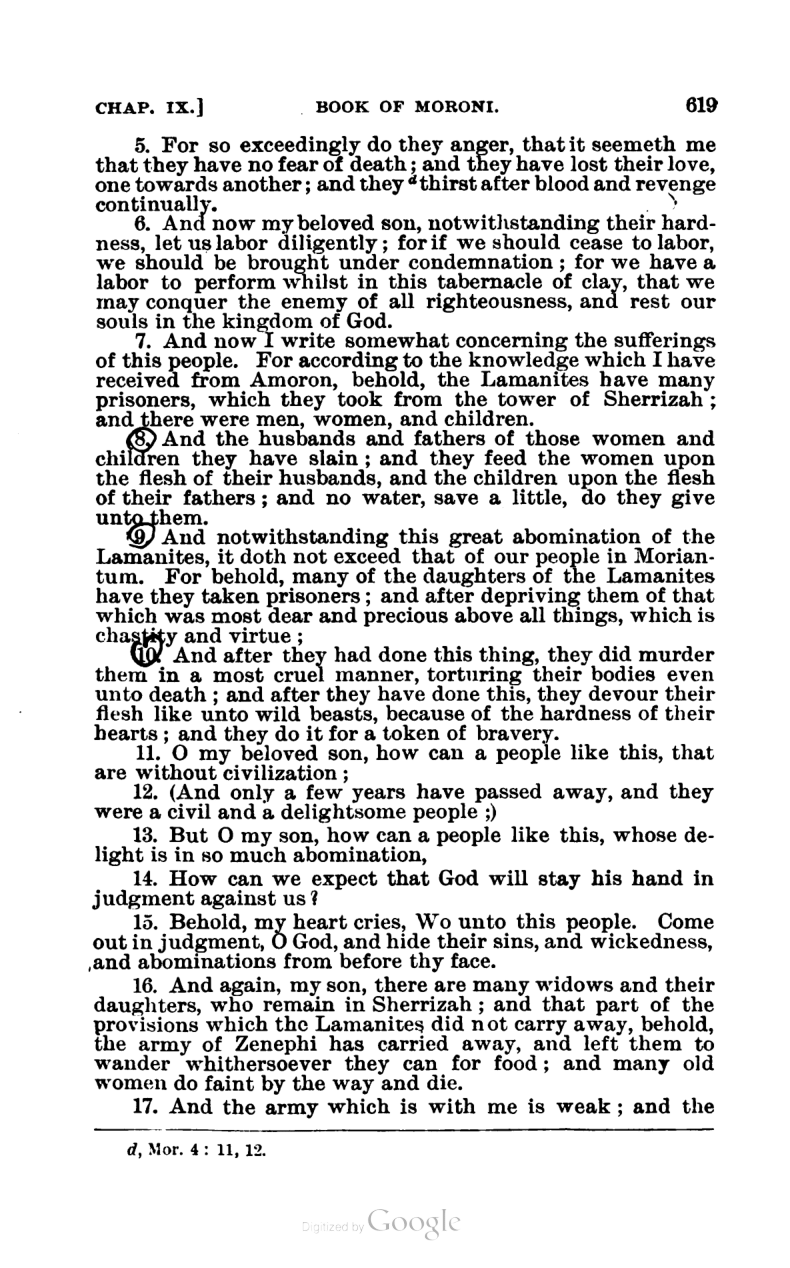 CHAP. IX.] BOOK OF MORONI. 619
5. For so exceedingly do they anger, that it seemeth me
that they have no fear of death; and they have lost their love,
one towards another; and they d thirst after blood and revenge
continually.
6. And now my beloved son, notwithstanding their hard-
ness, let us labor diligently; for if we should cease to labor,
we should be brought under condemnation; for we have a
labor to perform whilst in this tabernacle of clay, that we
may conquer the enemy of all righteousness, and rest our
souls in the kingdom of God.
7. And now I write somewhat concerning the sufferings
of this people. For according to the knowledge which I have
received from Amoron, behold, the Lamanites have many
prisoners, which they took from the tower of Sherrizah;
and there were men, women, and children.
8. And the husbands and fathers of those women and
children they have slain; and they feed the women upon
the flesh of their husbands, and the children upon the flesh
of their fathers; and no water, save a little, do they give
unto them.
9. And notwithstanding this great abomination of the
Lamanites, it doth not exceed that of our people in Morian-
tum. For behold, many of the daughters of the Lamanites
have they taken prisoners; and after depriving them of that
which was most dear and precious above all things, which is
chastity and virtue;
10. And after they had done this thing, they did murder
them in a most cruel manner, torturing their bodies even
unto death; and after they have done this, they devour their
flesh like unto wild beasts, because of the hardness of their
hearts; and they do it for a token of bravery.
11. O my beloved son, how can a people like this, that
are without civilization;
12. (And only a few years have passed away, and they
were a civil and a delightsome people;)
13. But O my son, how can a people like this, whose de-
light is in so much abomination,
14. How can we expect that God will stay his hand in
judgment against us?
15. Behold, my heart cries, Wo unto this people. Come
out in judgment, O God, and hide their sins, and wickedness,
and abominations from before thy face.
16. And again, my son, there are many widows and their
daughters, who remain in Sherrizah; and that part of the
provisions which the Lamanites did not carry away, behold,
the army of Zenephi has carried away, and left them to
wander whithersoever they can for food; and many old
women do faint by the way and die.
17. And the army which is with me is weak; and the
d, Mor. 4: 11, 12.
Digitized by Google